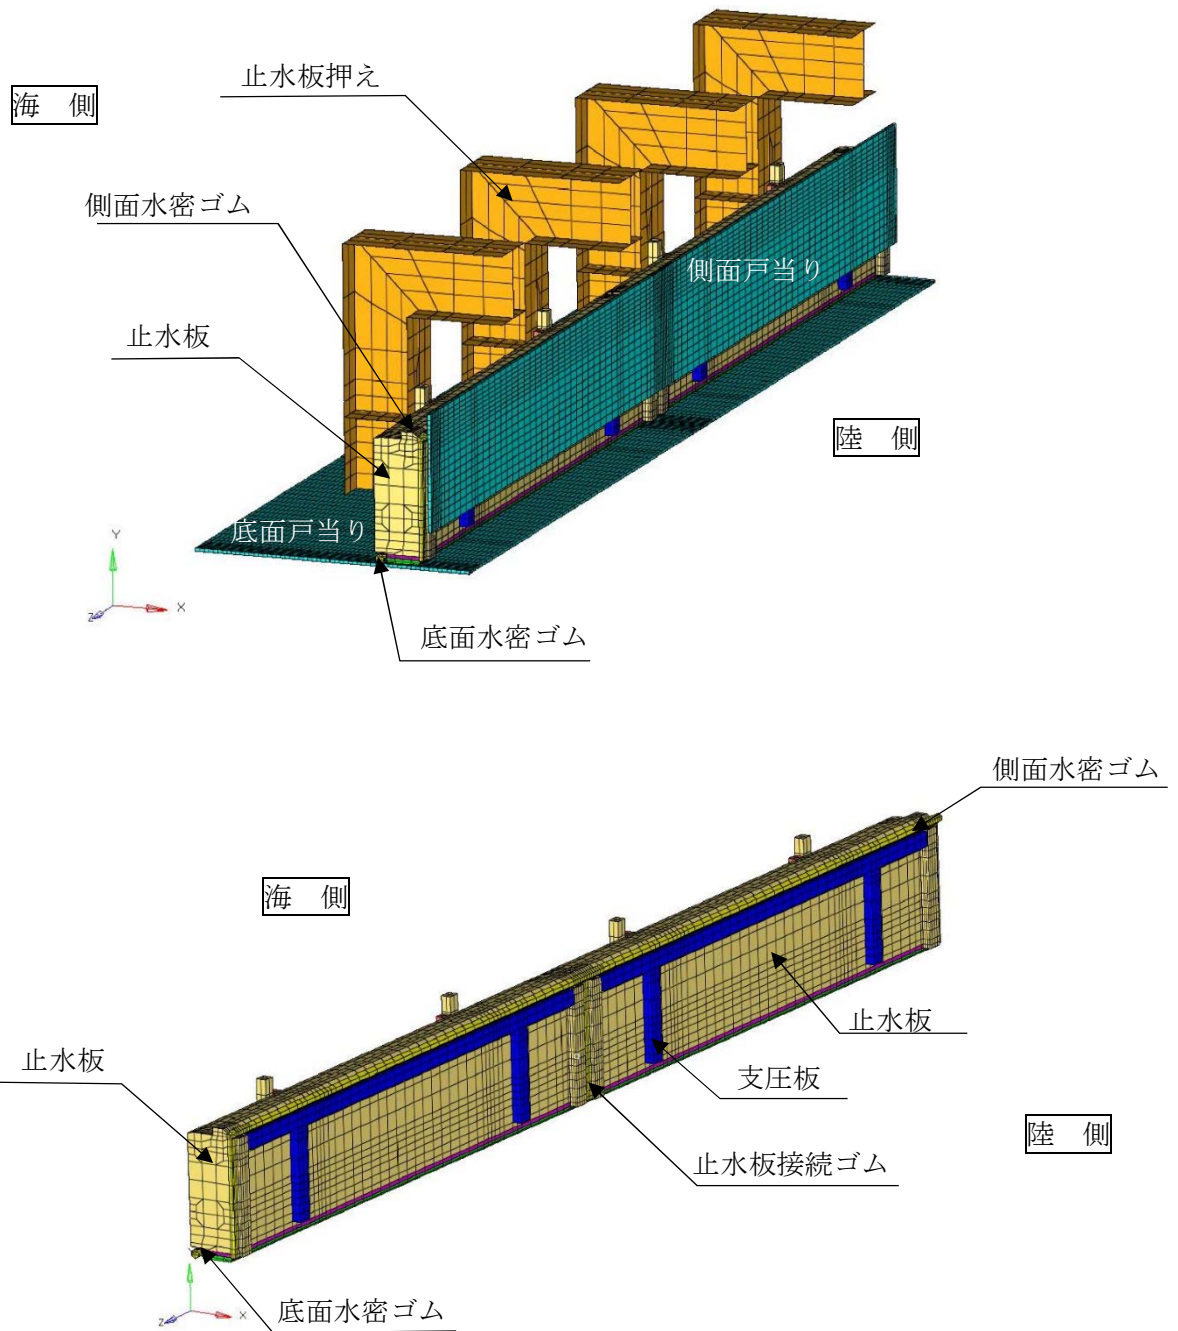 止水板押え
海 側
側面水密ゴム
側面戸当り
止水板
陸 側
底面戸当り
Y
X
Z
底面水密ゴム
側面水密ゴム
海 側
止水板
止水板
支圧板
陸 側
止水板接続ゴム
底面水密ゴム
X
Z